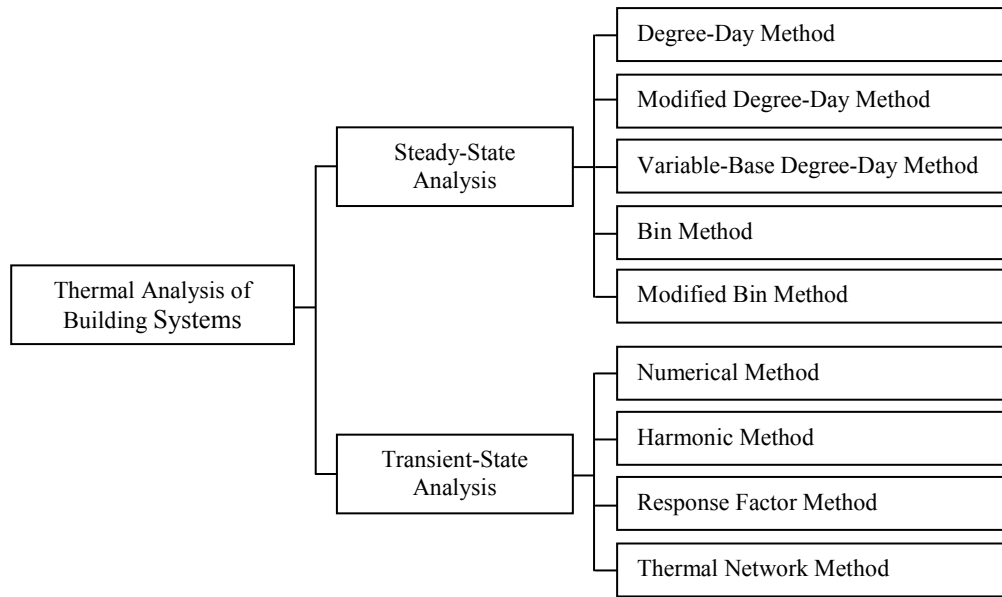 Thermal Analysis of
Building Systems
Steady-State
Analysis
Degree-Day Method
Modified Degree-Day Method
Variable-Base Degree-Day Method
Bin Method
Modified Bin Method
Transient-State
Analysis
Numerical Method
Harmonic Method
Response Factor Method
Thermal Network Method